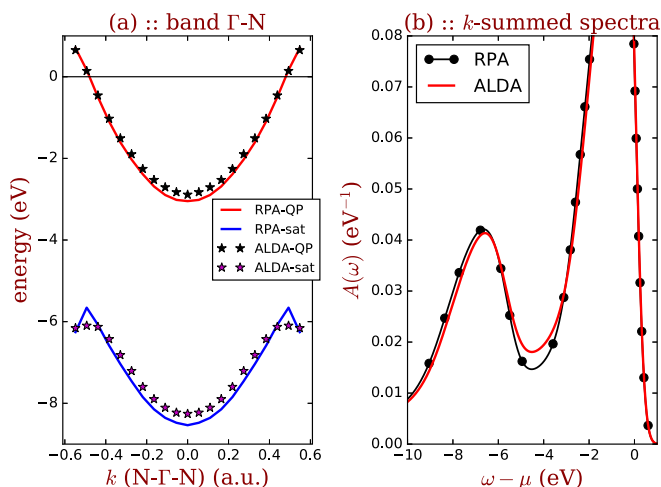 (a) :: band Γ-N
energy (eV)
0
−2
−4
−6
−8
RPA-QP
RPA-sat
ALDA-QP
ALDA-sat
−0.6 −0.4 −0.2 0.0 0.2 0.4 0.6
k (N-Γ-N) (a.u.)
(b) :: k-summed spectra
A(ω) (eV⁻¹)
0.08
0.07
0.06
0.05
0.04
0.03
0.02
0.01
0.00
RPA
ALDA
−10 −8 −6 −4 −2 0
ω − μ (eV)